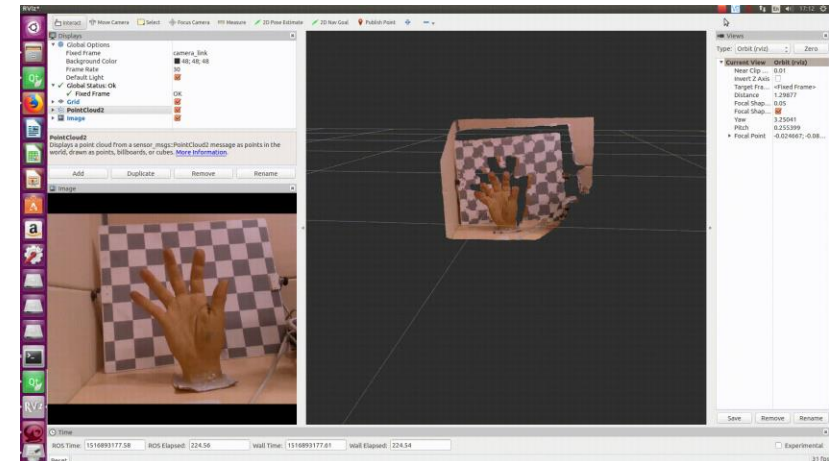 RViz*
17:12
Interact Move Camera Select Focus Camera Measure 2D Pose Estimate 2D Nav Goal Publish Point
Displays
Global Options
Fixed Frame camera_link
Background Color 48; 48; 48
Frame Rate 30
Default Light
Global Status: Ok
Fixed Frame OK
Grid
PointCloud2
Image
PointCloud2
Displays a point cloud from a sensor_msgs::PointCloud2 message as points in the
world, drawn as points, billboards, or cubes. More Information.
Add Duplicate Remove Rename
Image
Views
Type: Orbit (rviz) Zero
Current View Orbit (rviz)
Near Clip ... 0.01
Invert Z Axis
Target Fra... <Fixed Frame>
Distance 1.29877
Focal Shap... 0.05
Focal Shap...
Yaw 3.25041
Pitch 0.255399
Focal Point -0.024667; -0.08...
Save Remove Rename
Time
ROS Time: 1516893177.58 ROS Elapsed: 224.56 Wall Time: 1516893177.61 Wall Elapsed: 224.54 Experimental
Reset 31 fps